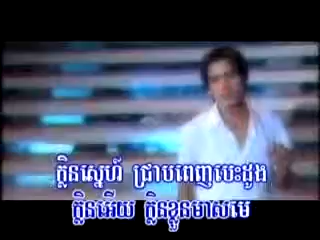 ក្លិនស្នេហ៍ ជ្រាបពេញបេះដូង
ក្លិនអើយ ក្លិនខ្លួនមាសមេ